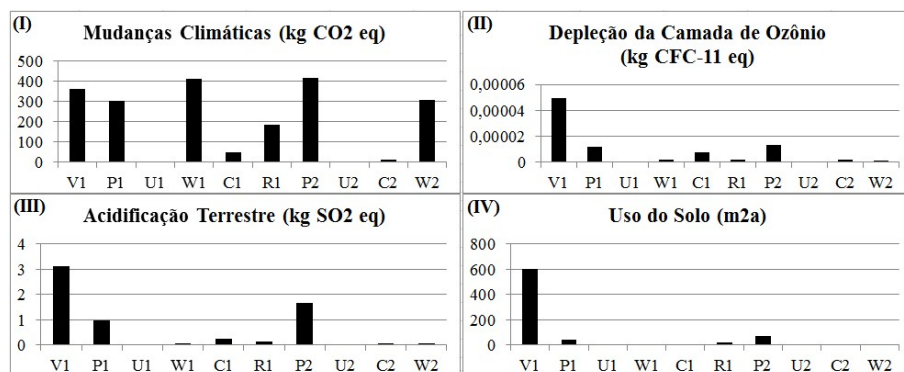 (I) Mudanças Climáticas (kg CO2 eq)
500
400
300
200
100
0
V1 P1 U1 W1 C1 R1 P2 U2 C2 W2
(II) Depleção da Camada de Ozônio
(kg CFC-11 eq)
0,00006
0,00004
0,00002
0
V1 P1 U1 W1 C1 R1 P2 U2 C2 W2
(III) Acidificação Terrestre (kg SO2 eq)
4
3
2
1
0
V1 P1 U1 W1 C1 R1 P2 U2 C2 W2
(IV) Uso do Solo (m2a)
800
600
400
200
0
V1 P1 U1 W1 C1 R1 P2 U2 C2 W2